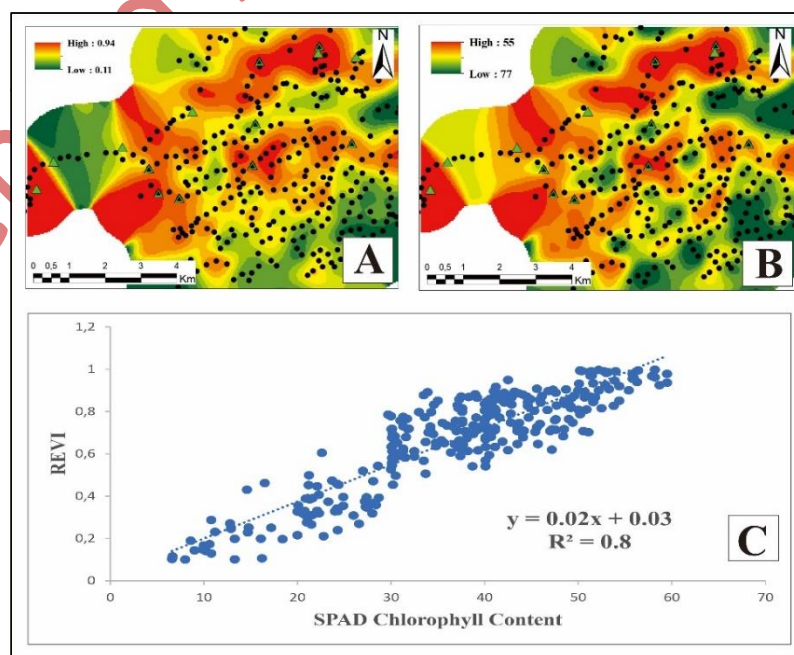 High : 0.94
Low : 0.11
N
A
0 0,5 1 2 3 4
Km
High : 55
Low : 77
N
B
0 0,5 1 2 3 4
Km
1,2
1
0,8
0,6
0,4
0,2
0
REVI
y = 0.02x + 0.03
R² = 0.8
C
0 10 20 30 40 50 60 70
SPAD Chlorophyll Content